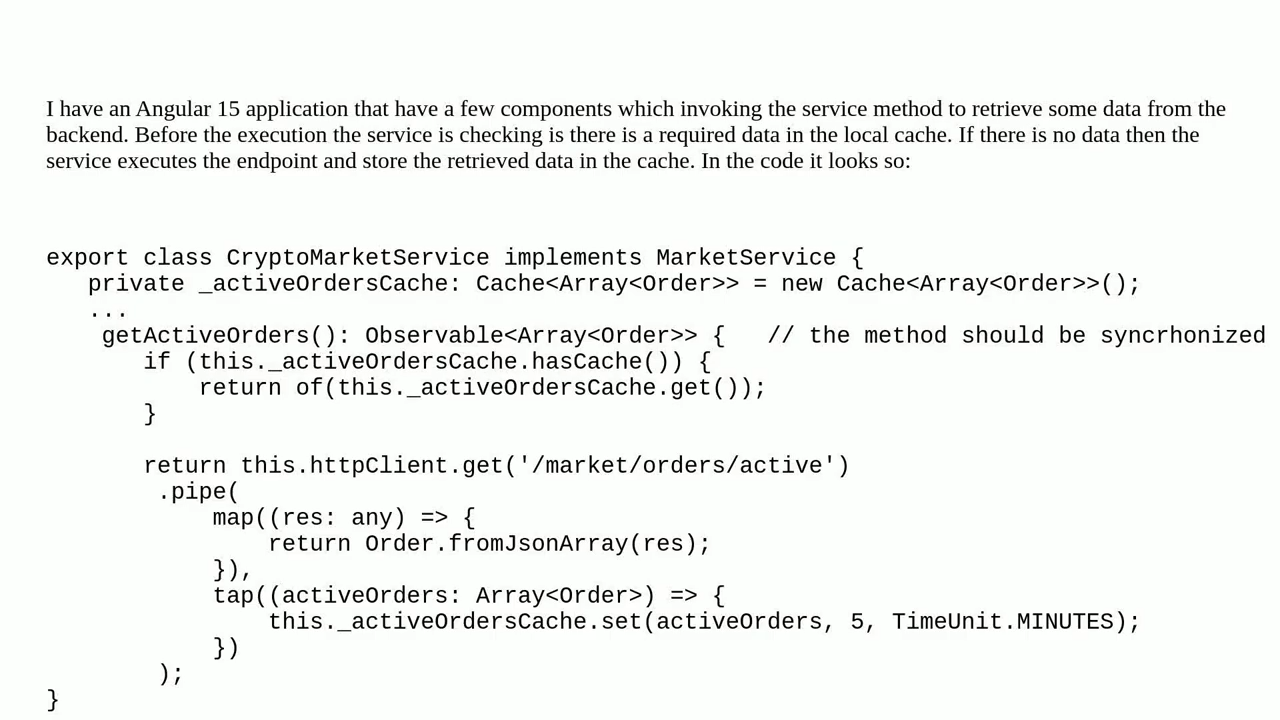 I have an Angular 15 application that have a few components which invoking the service method to retrieve some data from the
backend. Before the execution the service is checking is there is a required data in the local cache. If there is no data then the
service executes the endpoint and store the retrieved data in the cache. In the code it looks so:
export class CryptoMarketService implements MarketService {
   private _activeOrdersCache: Cache<Array<Order>> = new Cache<Array<Order>>();
   ...
    getActiveOrders(): Observable<Array<Order>> {   // the method should be syncrhonized
       if (this._activeOrdersCache.hasCache()) {
           return of(this._activeOrdersCache.get());
       }
       return this.httpClient.get('/market/orders/active')
        .pipe(
            map((res: any) => {
                return Order.fromJsonArray(res);
            }),
            tap((activeOrders: Array<Order>) => {
                this._activeOrdersCache.set(activeOrders, 5, TimeUnit.MINUTES);
            })
        );
}